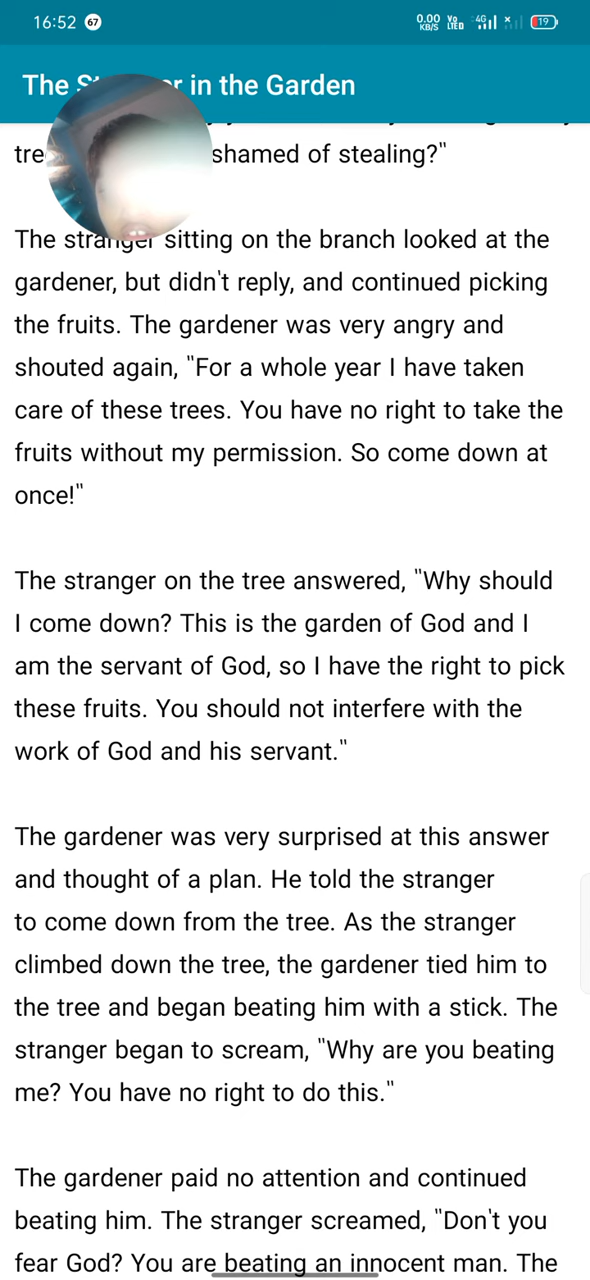 16:52 67 0.00 KB/S Vo LTED 4G x 19
The in the Garden
tre shamed of stealing?"
The stranger sitting on the branch looked at the
gardener, but didn't reply, and continued picking
the fruits. The gardener was very angry and
shouted again, "For a whole year I have taken
care of these trees. You have no right to take the
fruits without my permission. So come down at
once!"
The stranger on the tree answered, "Why should
I come down? This is the garden of God and I
am the servant of God, so I have the right to pick
these fruits. You should not interfere with the
work of God and his servant."
The gardener was very surprised at this answer
and thought of a plan. He told the stranger
to come down from the tree. As the stranger
climbed down the tree, the gardener tied him to
the tree and began beating him with a stick. The
stranger began to scream, "Why are you beating
me? You have no right to do this."
The gardener paid no attention and continued
beating him. The stranger screamed, "Don't you
fear God? You are beating an innocent man. The